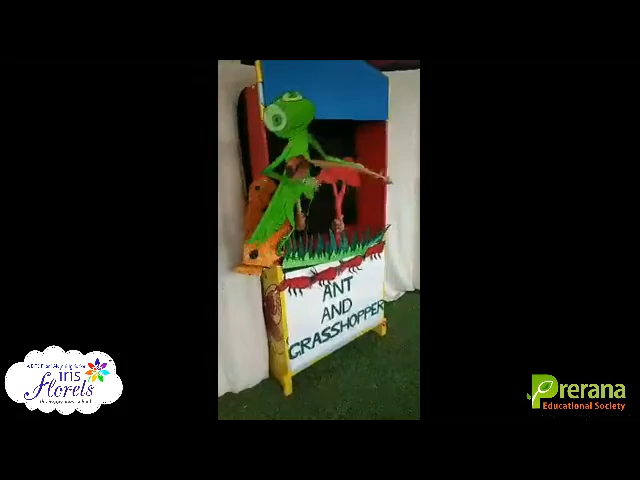 ANT
AND
GRASSHOPPER
iris
Florets
Prerana
Educational Society